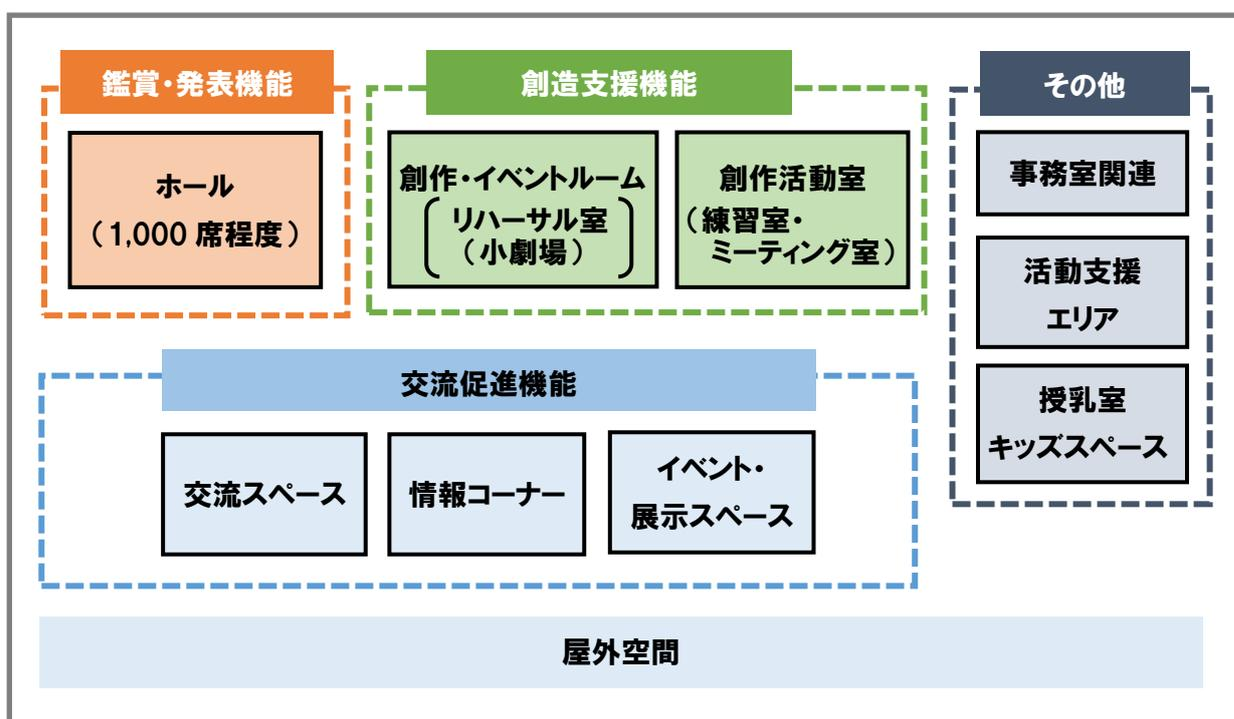 鑑賞・発表機能
ホール
（1,000 席程度）
創造支援機能
創作・イベントルーム
リハーサル室
（小劇場）
創作活動室
（練習室・
ミーティング室）
その他
事務室関連
活動支援
エリア
授乳室
キッズスペース
交流促進機能
交流スペース
情報コーナー
イベント・
展示スペース
屋外空間